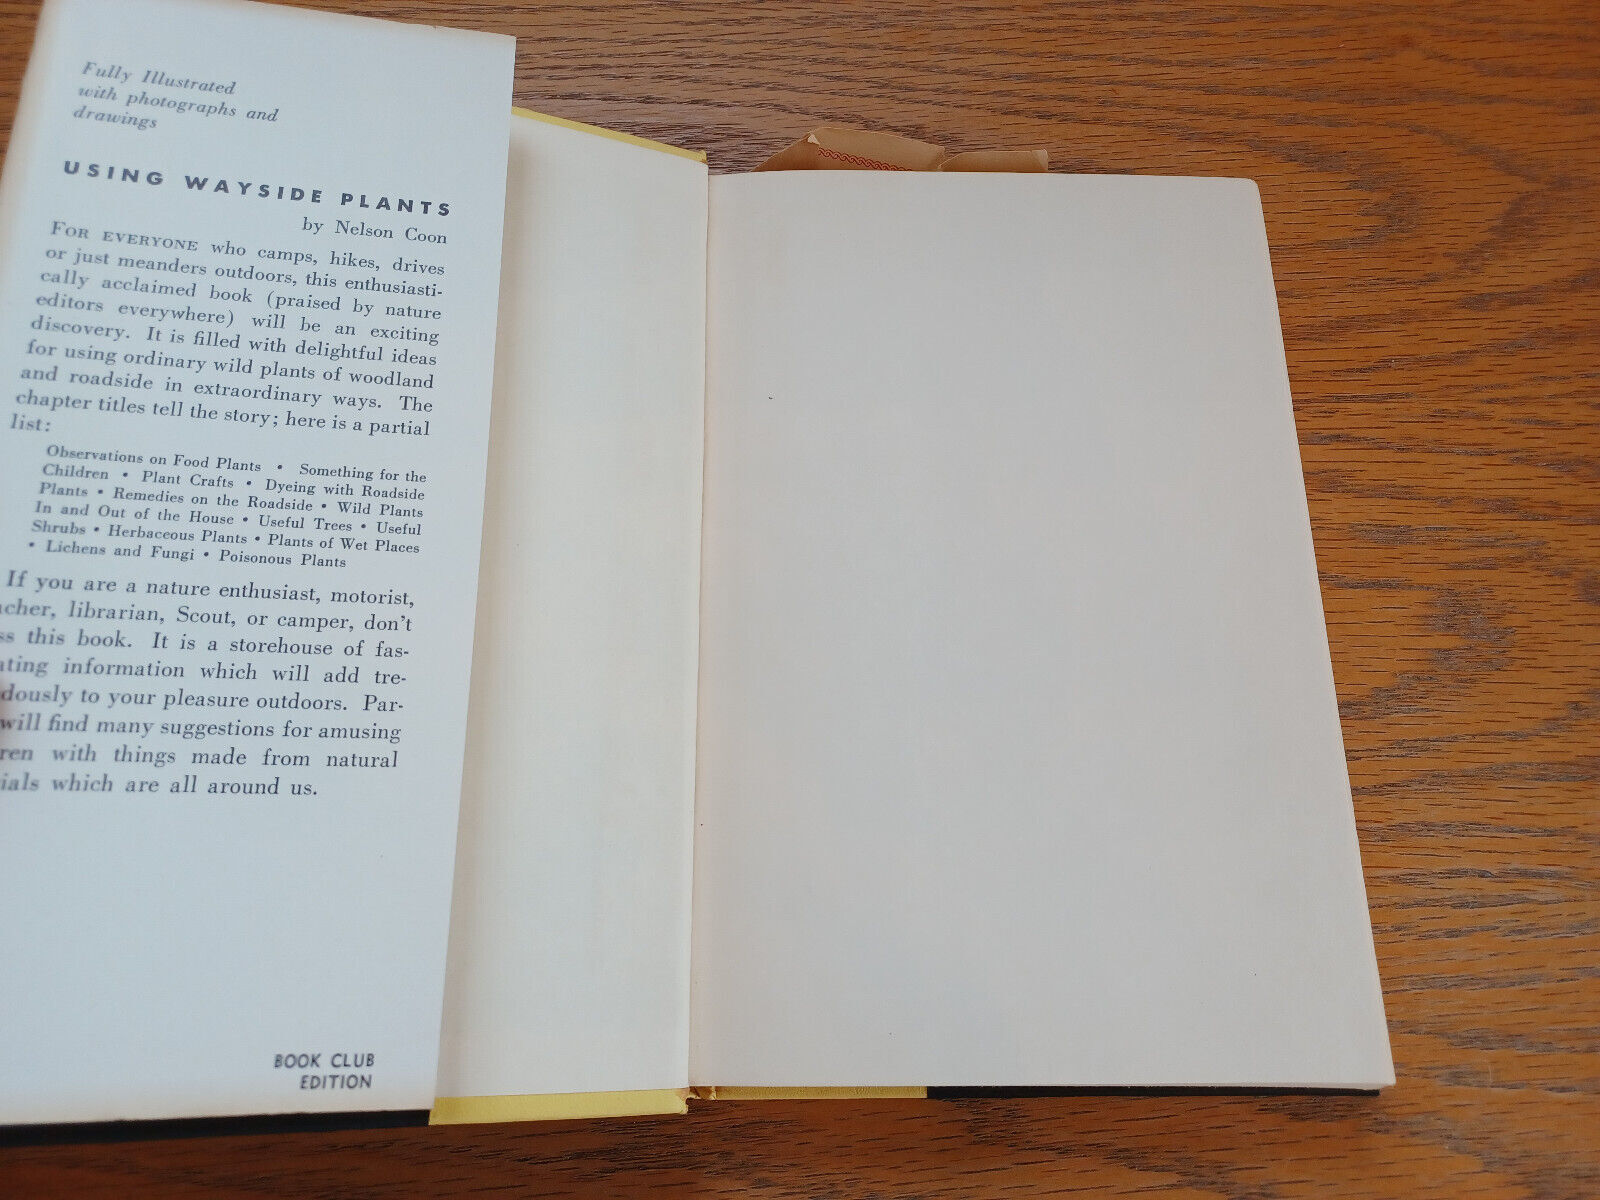 Fully Illustrated
with photographs and
drawings
USING WAYSIDE PLANTS
by Nelson Coon
FOR EVERYONE who camps, hikes, drives
or just meanders outdoors, this enthusiasti-
cally acclaimed book (praised by nature
editors everywhere) will be an exciting
discovery. It is filled with delightful ideas
for using ordinary wild plants of woodland
and roadside in extraordinary ways. The
chapter titles tell the story; here is a partial
list:
Observations on Food Plants • Something for the
Children • Plant Crafts • Dyeing with Roadside
Plants • Remedies on the Roadside • Wild Plants
In and Out of the House • Useful Trees • Useful
Shrubs • Herbaceous Plants • Plants of Wet Places
• Lichens and Fungi • Poisonous Plants
If you are a nature enthusiast, motorist,
acher, librarian, Scout, or camper, don't
ss this book. It is a storehouse of fas-
ating information which will add tre-
dously to your pleasure outdoors. Par-
will find many suggestions for amusing
ren with things made from natural
ials which are all around us.
BOOK CLUB
EDITION